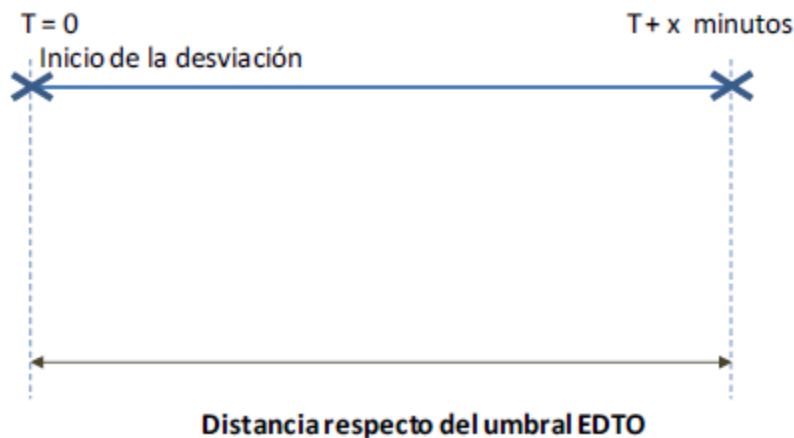 T = 0
T + x minutos
Inicio de la desviación
Distancia respecto del umbral EDTO